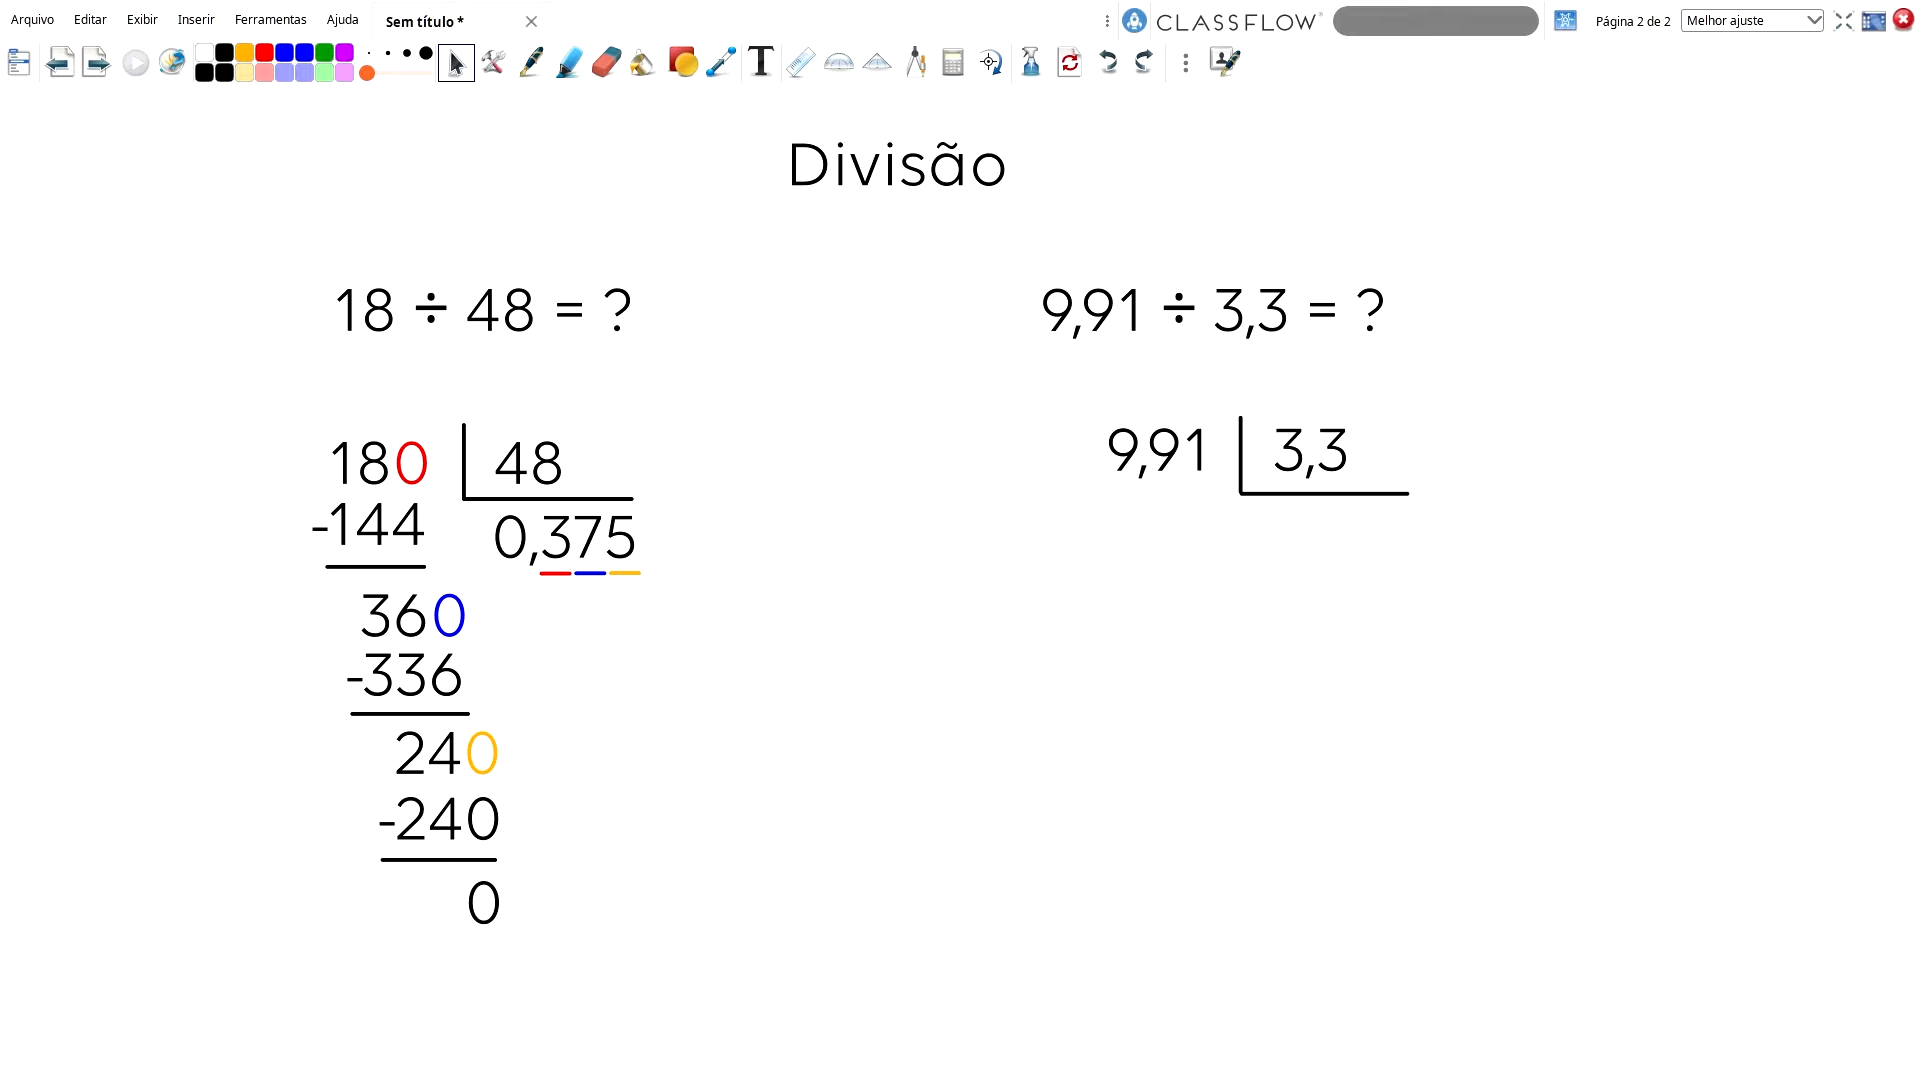 Arquivo Editar Exibir Inserir Ferramentas Ajuda Sem título * CLASSFLOW Página 2 de 2 Melhor ajuste
T
Divisão
18 ÷ 48 = ?
180 48
-144 0,375
360
-336
240
-240
0
9,91 ÷ 3,3 = ?
9,91 3,3